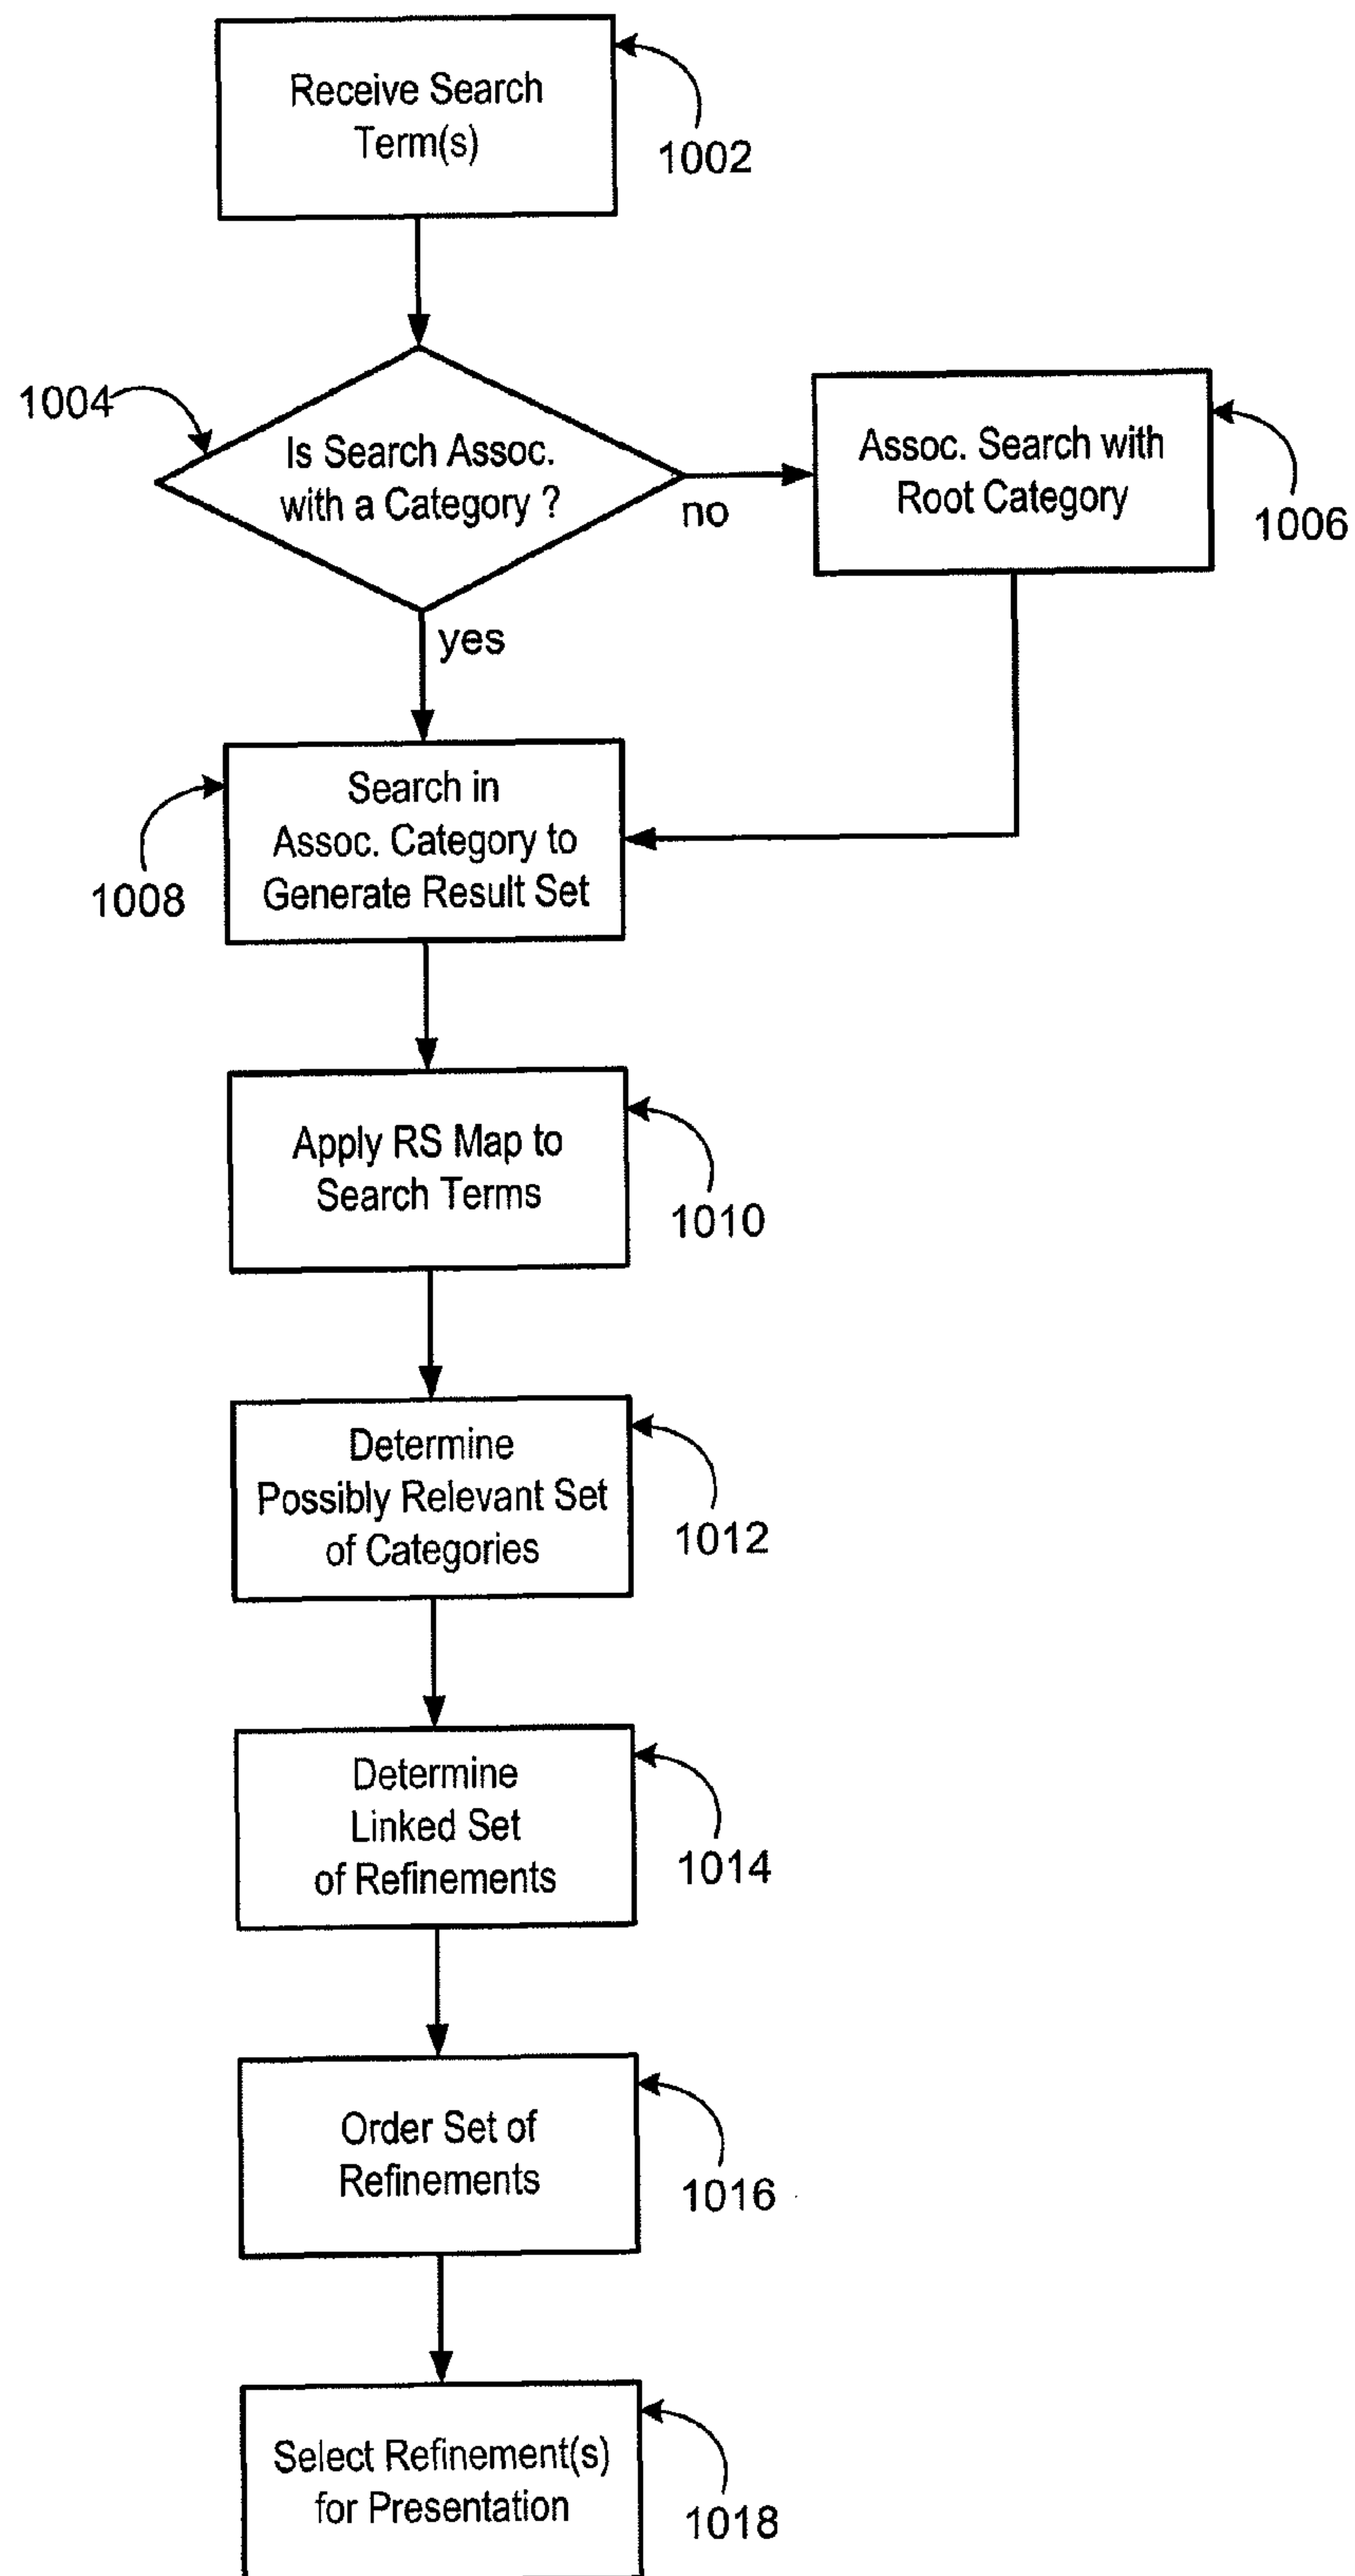 Receive Search
Term(s)
1002
1004
Is Search Assoc.
with a Category ?
no
yes
Assoc. Search with
Root Category
1006
Search in
Assoc. Category to
Generate Result Set
1008
Apply RS Map to
Search Terms
1010
Determine
Possibly Relevant Set
of Categories
1012
Determine
Linked Set
of Refinements
1014
Order Set of
Refinements
1016
Select Refinement(s)
for Presentation
1018